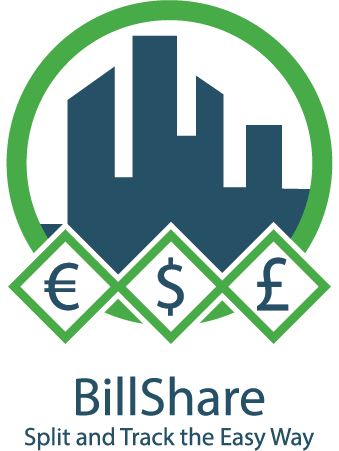 € $ £
BillShare
Split and Track the Easy Way